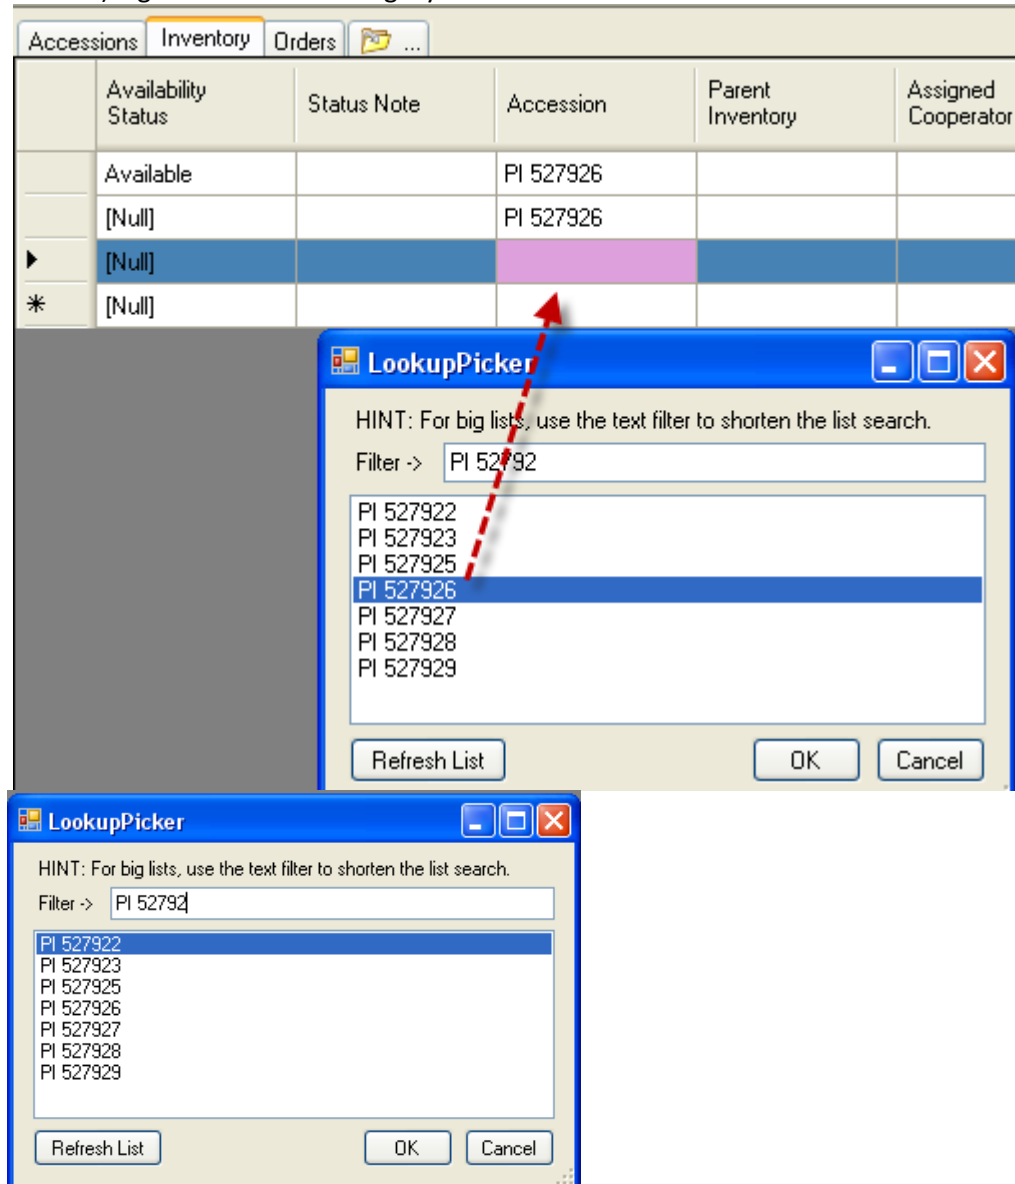 Accessions Inventory Orders ...
Availability Status Status Note Accession Parent Inventory Assigned Cooperator
Available PI 527926
[Null] PI 527926
[Null]
[Null]
LookupPicker
HINT: For big lists, use the text filter to shorten the list search.
Filter -> PI 52792
PI 527922
PI 527923
PI 527925
PI 527926
PI 527927
PI 527928
PI 527929
Refresh List OK Cancel
LookupPicker
HINT: For big lists, use the text filter to shorten the list search.
Filter -> PI 52792
PI 527922
PI 527923
PI 527925
PI 527926
PI 527927
PI 527928
PI 527929
Refresh List OK Cancel